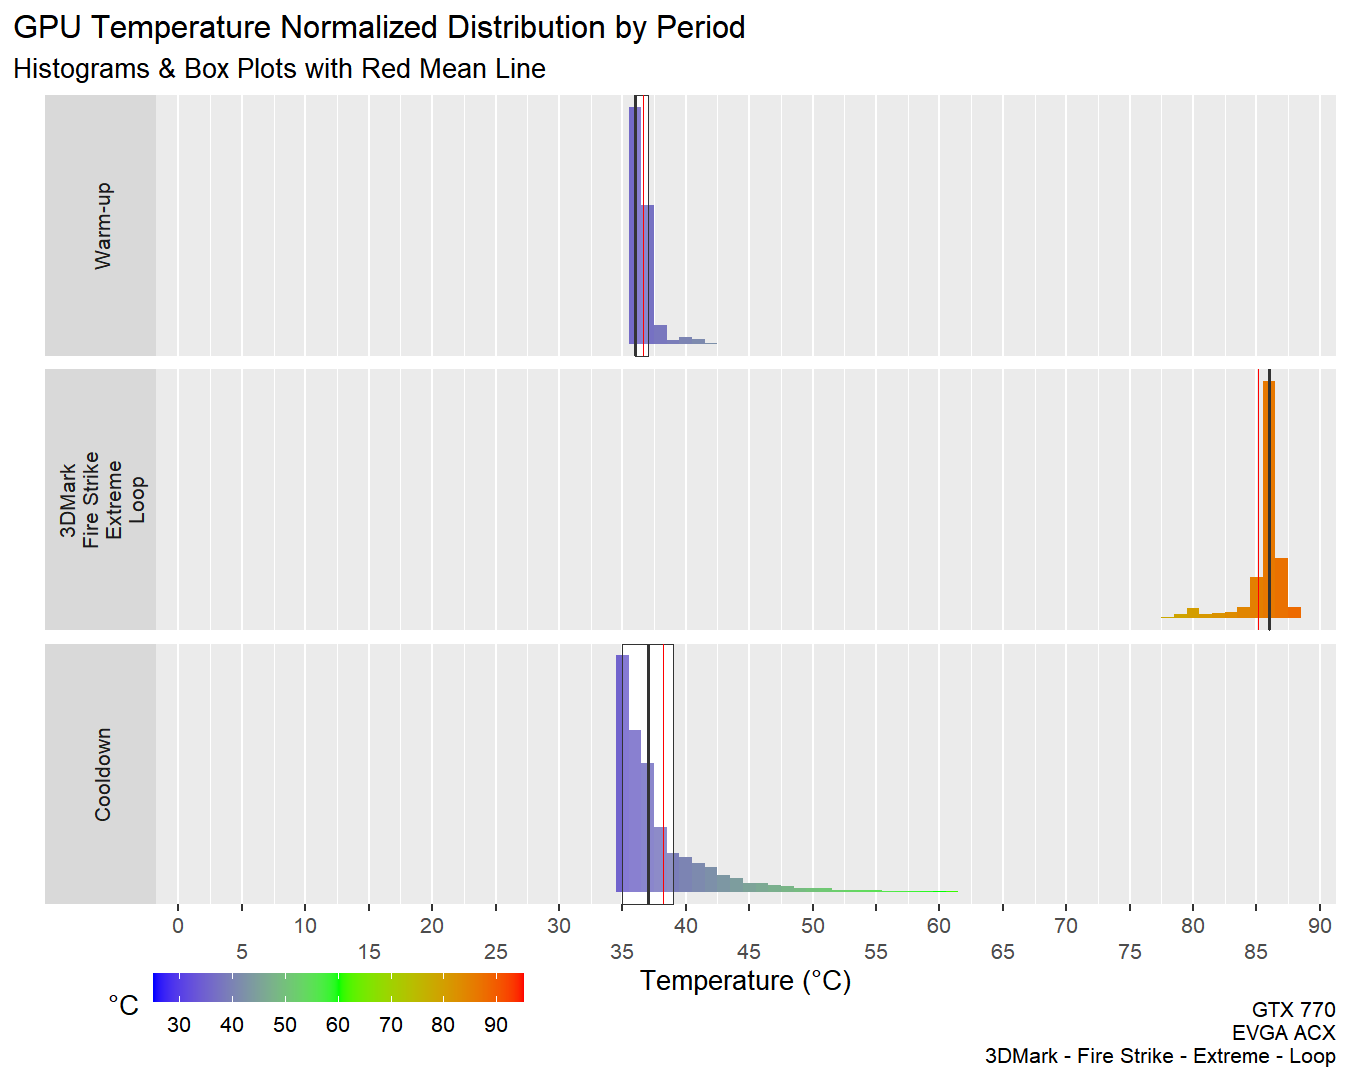 GPU Temperature Normalized Distribution by Period
Histograms & Box Plots with Red Mean Line
Warm-up
3DMark
Fire Strike
Extreme
Loop
Cooldown
0 10 20 30 40 50 60 70 80 90
5 15 25 35 45 55 65 75 85
Temperature (°C)
°C
30 40 50 60 70 80 90
GTX 770
EVGA ACX
3DMark - Fire Strike - Extreme - Loop